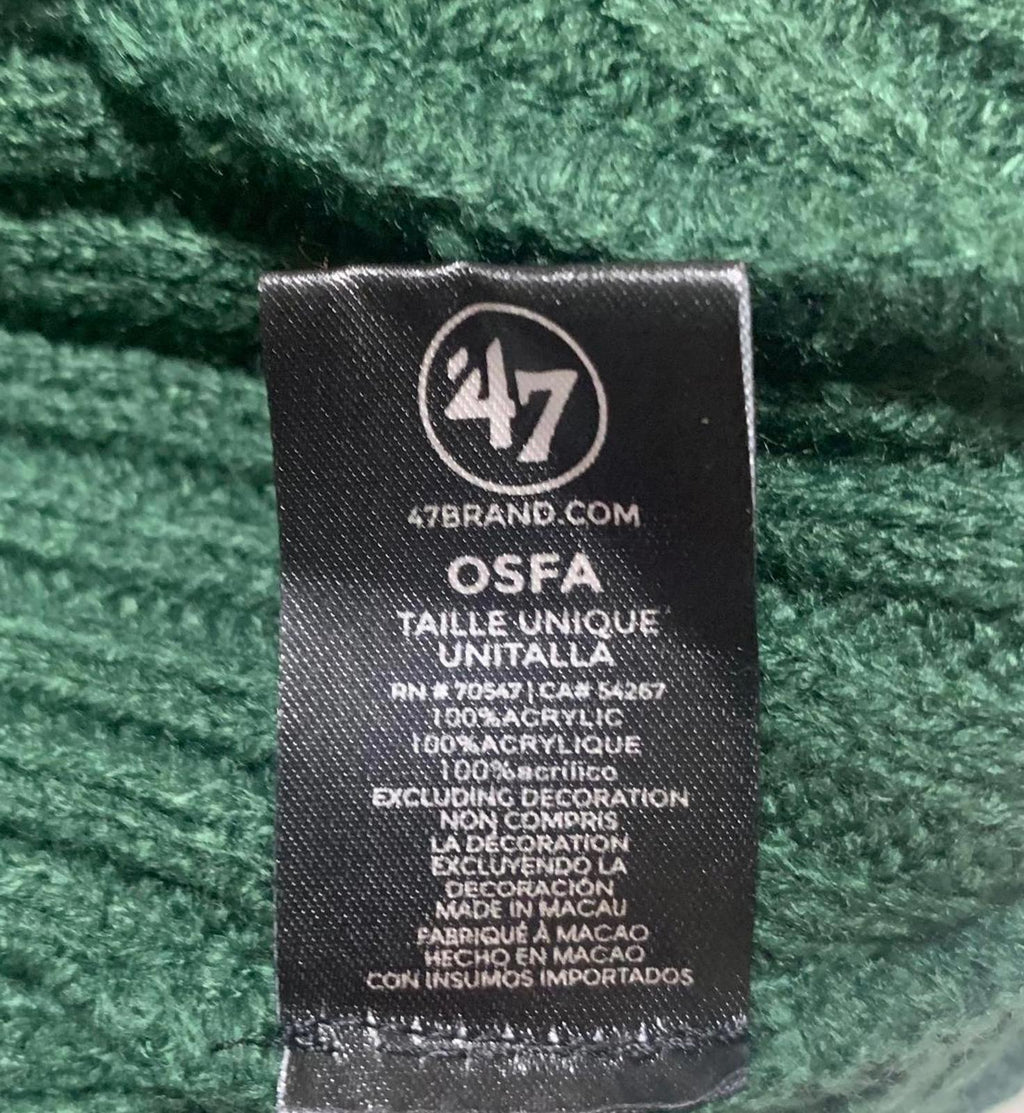 '47
47BRAND.COM
OSFA
TAILLE UNIQUE
UNITALLA
RN # 70547 | CA# 54267
100%ACRYLIC
100%ACRYLIQUE
100%acrílico
EXCLUDING DECORATION
NON COMPRIS
LA DÉCORATION
EXCLUYENDO LA
DECORACIÓN
MADE IN MACAU
FABRIQUÉ À MACAO
HECHO EN MACAO
CON INSUMOS IMPORTADOS